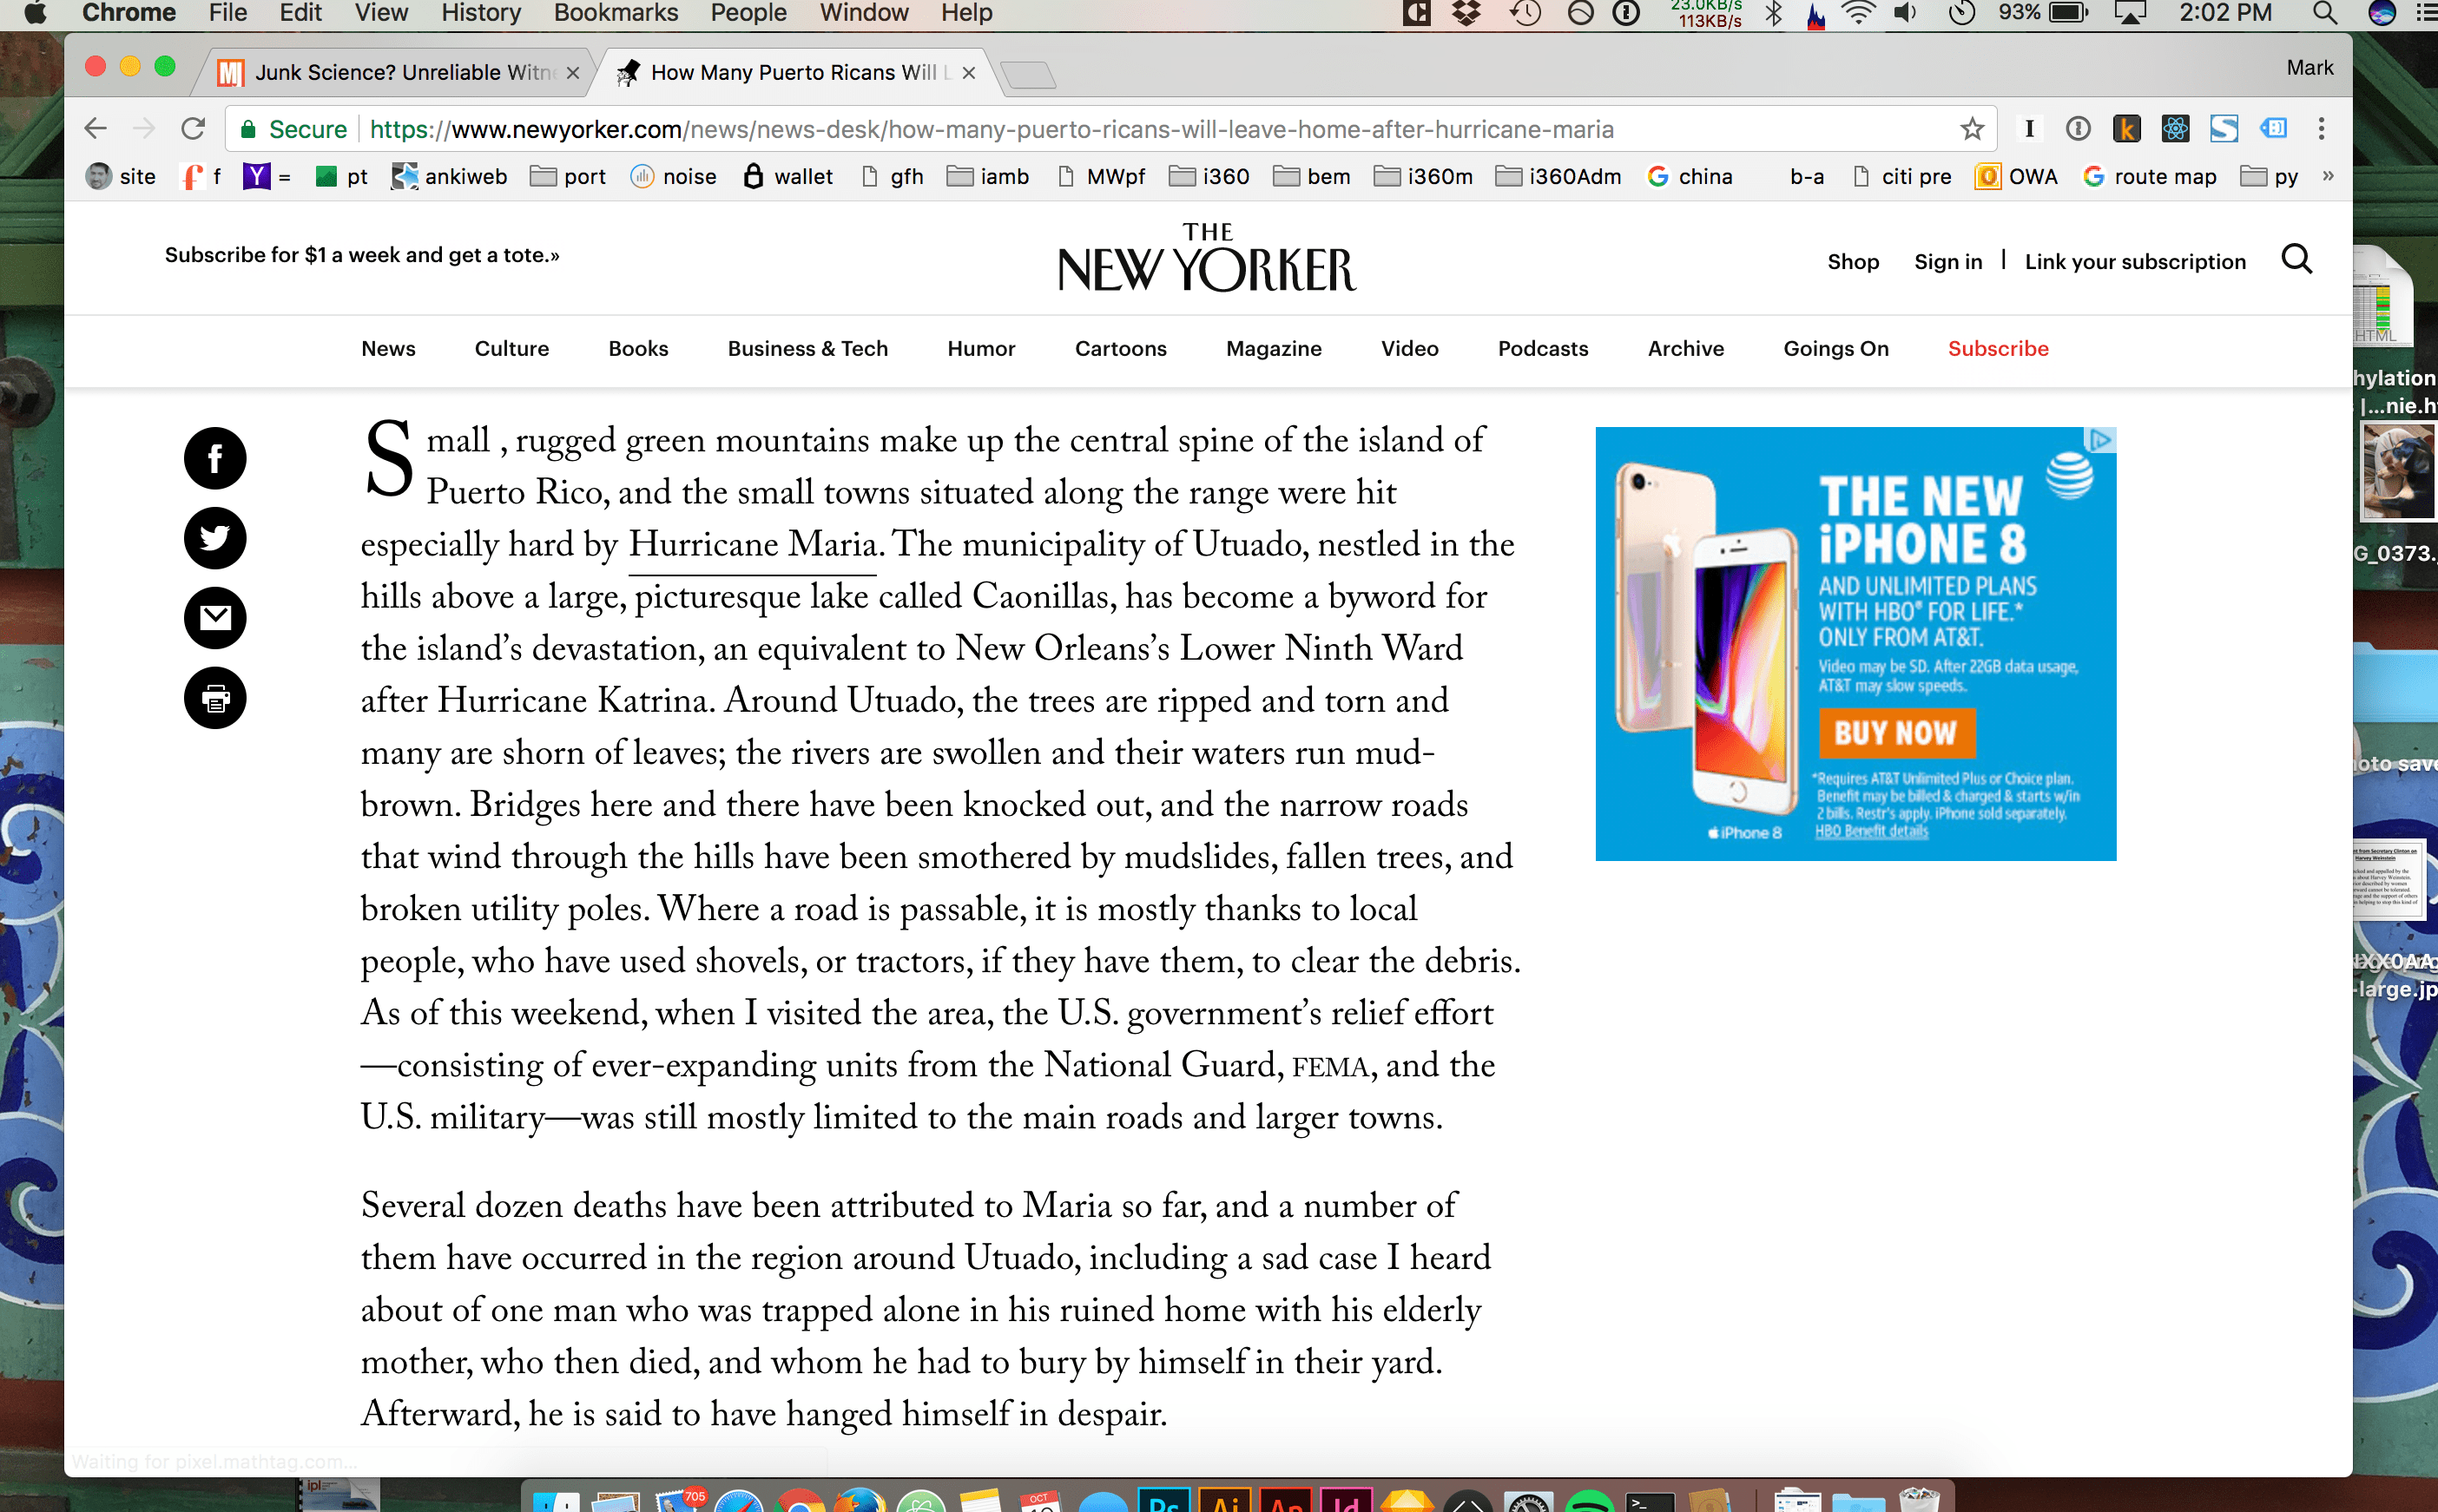 Chrome File Edit View History Bookmarks People Window Help
23.0KB/s
113KB/s
93%
2:02 PM
Junk Science? Unreliable Witn
How Many Puerto Ricans Will L
Mark
Secure https://www.newyorker.com/news/news-desk/how-many-puerto-ricans-will-leave-home-after-hurricane-maria
site f = pt ankiweb port noise wallet gfh iamb MWpf i360 bem i360m i360Adm china b-a citi pre OWA route map py »
Subscribe for $1 a week and get a tote.»
THE
NEW YORKER
Shop Sign in | Link your subscription
News Culture Books Business & Tech Humor Cartoons Magazine Video Podcasts Archive Goings On Subscribe
Small , rugged green mountains make up the central spine of the island of
Puerto Rico, and the small towns situated along the range were hit
especially hard by Hurricane Maria. The municipality of Utuado, nestled in the
hills above a large, picturesque lake called Caonillas, has become a byword for
the island’s devastation, an equivalent to New Orleans’s Lower Ninth Ward
after Hurricane Katrina. Around Utuado, the trees are ripped and torn and
many are shorn of leaves; the rivers are swollen and their waters run mud-
brown. Bridges here and there have been knocked out, and the narrow roads
that wind through the hills have been smothered by mudslides, fallen trees, and
broken utility poles. Where a road is passable, it is mostly thanks to local
people, who have used shovels, or tractors, if they have them, to clear the debris.
As of this weekend, when I visited the area, the U.S. government’s relief effort
—consisting of ever-expanding units from the National Guard, FEMA, and the
U.S. military—was still mostly limited to the main roads and larger towns.
Several dozen deaths have been attributed to Maria so far, and a number of
them have occurred in the region around Utuado, including a sad case I heard
about of one man who was trapped alone in his ruined home with his elderly
mother, who then died, and whom he had to bury by himself in their yard.
Afterward, he is said to have hanged himself in despair.
THE NEW
iPHONE 8
AND UNLIMITED PLANS
WITH HBO® FOR LIFE.*
ONLY FROM AT&T.
Video may be SD. After 22GB data usage,
AT&T may slow speeds.
BUY NOW
*Requires AT&T Unlimited Plus or Choice plan.
Benefit may be billed & charged & starts w/in
2 bills. Restr's apply. iPhone sold separately.
HBO Benefit details
iPhone 8
HTML
hylation
|...nie.h
G_0373.
oto save
-large.jp
Waiting for pixel.mathtag.com...
ipl
705
OCT
Ps Ai An Id